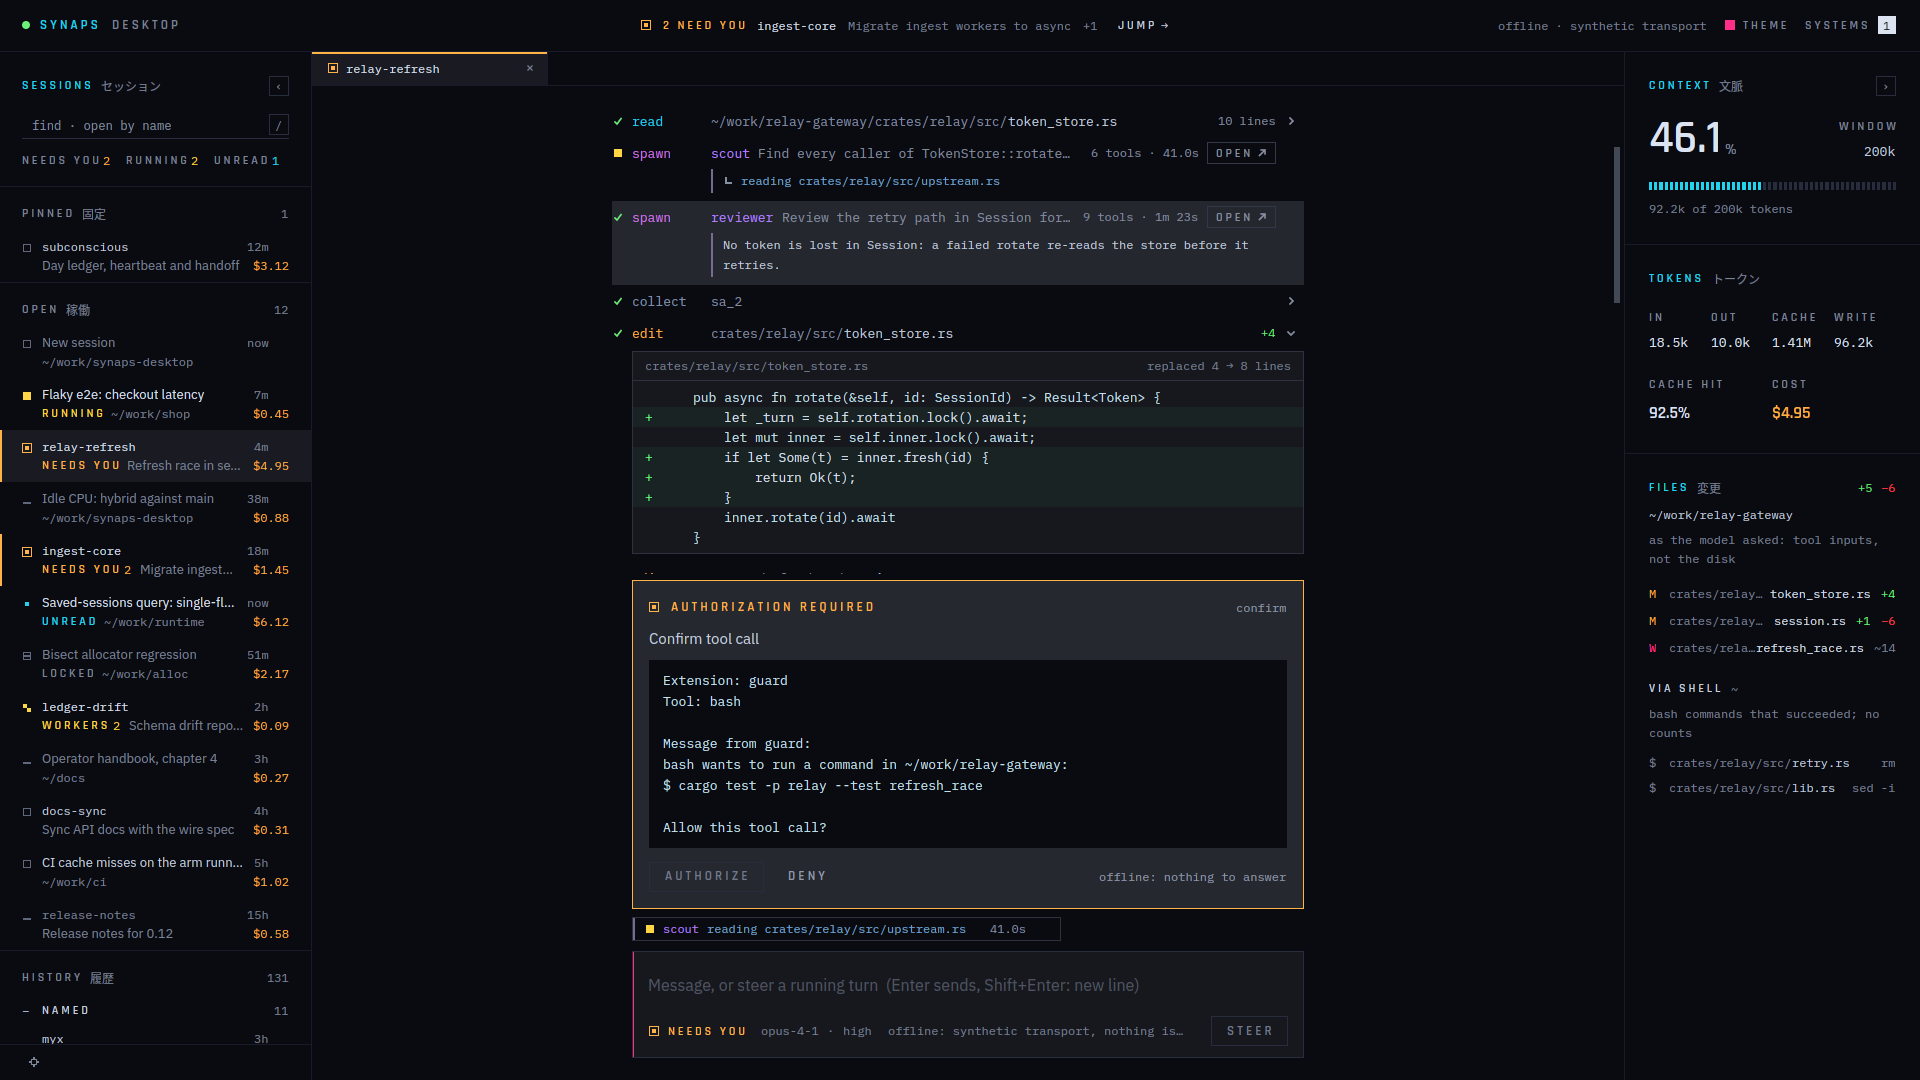 SYNAPS DESKTOP
2 NEED YOU ingest-core Migrate ingest workers to async +1 JUMP →
offline · synthetic transport THEME SYSTEMS 1
SESSIONS セッション ‹
find · open by name /
NEEDS YOU 2 RUNNING 2 UNREAD 1
PINNED 固定 1
subconscious 12m
Day ledger, heartbeat and handoff $3.12
OPEN 稼働 12
New session now
~/work/synaps-desktop
Flaky e2e: checkout latency 7m
RUNNING ~/work/shop $0.45
relay-refresh 4m
NEEDS YOU Refresh race in se… $4.95
Idle CPU: hybrid against main 38m
~/work/synaps-desktop $0.88
ingest-core 18m
NEEDS YOU 2 Migrate ingest… $1.45
Saved-sessions query: single-fl… now
UNREAD ~/work/runtime $6.12
Bisect allocator regression 51m
LOCKED ~/work/alloc $2.17
ledger-drift 2h
WORKERS 2 Schema drift repo… $0.09
Operator handbook, chapter 4 3h
~/docs $0.27
docs-sync 4h
Sync API docs with the wire spec $0.31
CI cache misses on the arm runn… 5h
~/work/ci $1.02
release-notes 15h
Release notes for 0.12 $0.58
HISTORY 履歴 131
– NAMED 11
myx 3h
relay-refresh ×
read ~/work/relay-gateway/crates/relay/src/token_store.rs 10 lines ›
spawn scout Find every caller of TokenStore::rotate… 6 tools · 41.0s OPEN ↗
reading crates/relay/src/upstream.rs
spawn reviewer Review the retry path in Session for… 9 tools · 1m 23s OPEN ↗
No token is lost in Session: a failed rotate re-reads the store before it
retries.
collect sa_2 ›
edit crates/relay/src/token_store.rs +4
crates/relay/src/token_store.rs replaced 4 → 8 lines
pub async fn rotate(&self, id: SessionId) -> Result<Token> {
+ let _turn = self.rotation.lock().await;
let mut inner = self.inner.lock().await;
+ if let Some(t) = inner.fresh(id) {
+ return Ok(t);
+ }
inner.rotate(id).await
}
AUTHORIZATION REQUIRED confirm
Confirm tool call
Extension: guard
Tool: bash
Message from guard:
bash wants to run a command in ~/work/relay-gateway:
$ cargo test -p relay --test refresh_race
Allow this tool call?
AUTHORIZE DENY offline: nothing to answer
scout reading crates/relay/src/upstream.rs 41.0s
Message, or steer a running turn (Enter sends, Shift+Enter: new line)
NEEDS YOU opus-4-1 · high offline: synthetic transport, nothing is… STEER
CONTEXT 文脈 ›
46.1% WINDOW
200k
92.2k of 200k tokens
TOKENS トークン
IN OUT CACHE WRITE
18.5k 10.0k 1.41M 96.2k
CACHE HIT COST
92.5% $4.95
FILES 変更 +5 −6
~/work/relay-gateway
as the model asked: tool inputs,
not the disk
M crates/relay… token_store.rs +4
M crates/relay… session.rs +1 −6
W crates/rela…refresh_race.rs ~14
VIA SHELL ~
bash commands that succeeded; no
counts
$ crates/relay/src/retry.rs rm
$ crates/relay/src/lib.rs sed -i